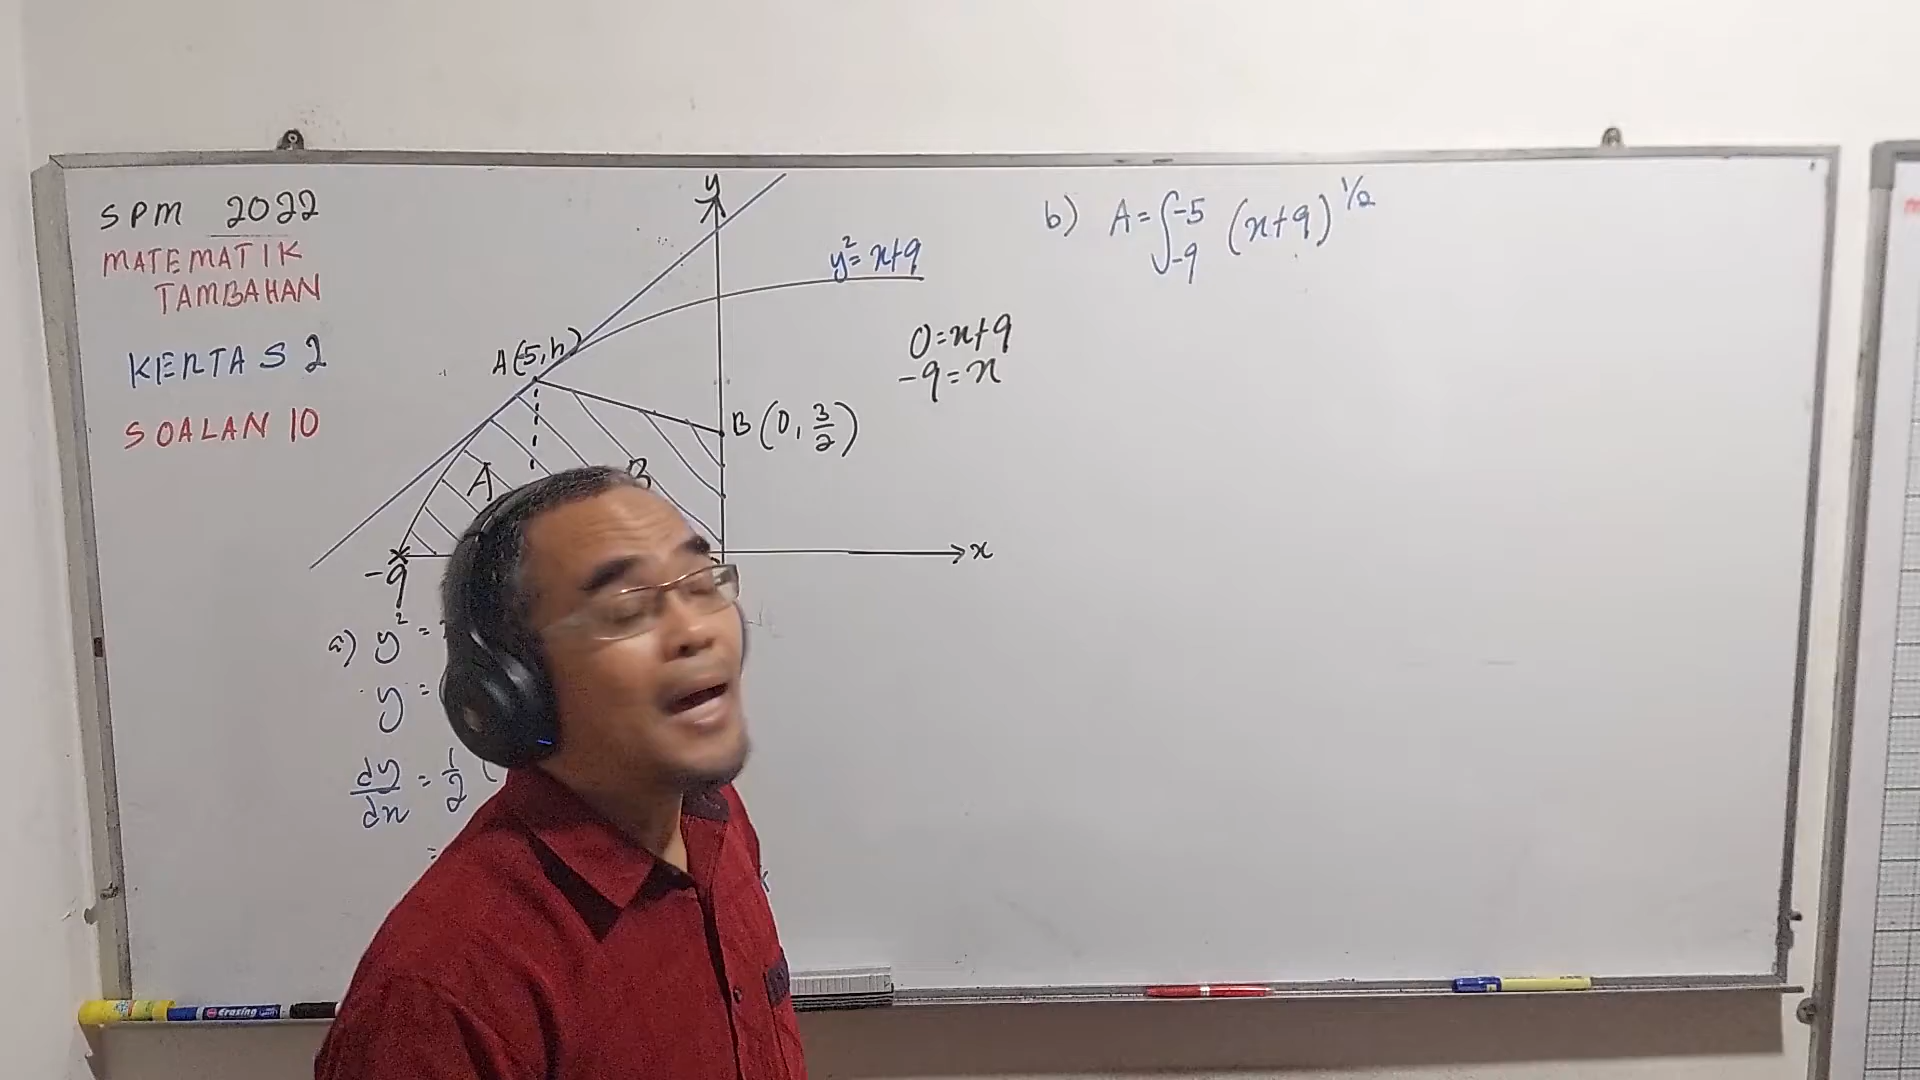 SPM 2022
MATEMATIK
TAMBAHAN
KERTAS 2
SOALAN 10
y
y²=x+9
A(-5,h)
0=x+9
-9=x
B(0, 3/2)
A
B
x
-9
a) y² =
y =
dy/dx = 1/2 (
=
b) A = ∫-5 -9 (x+9)^1/2
Erasing